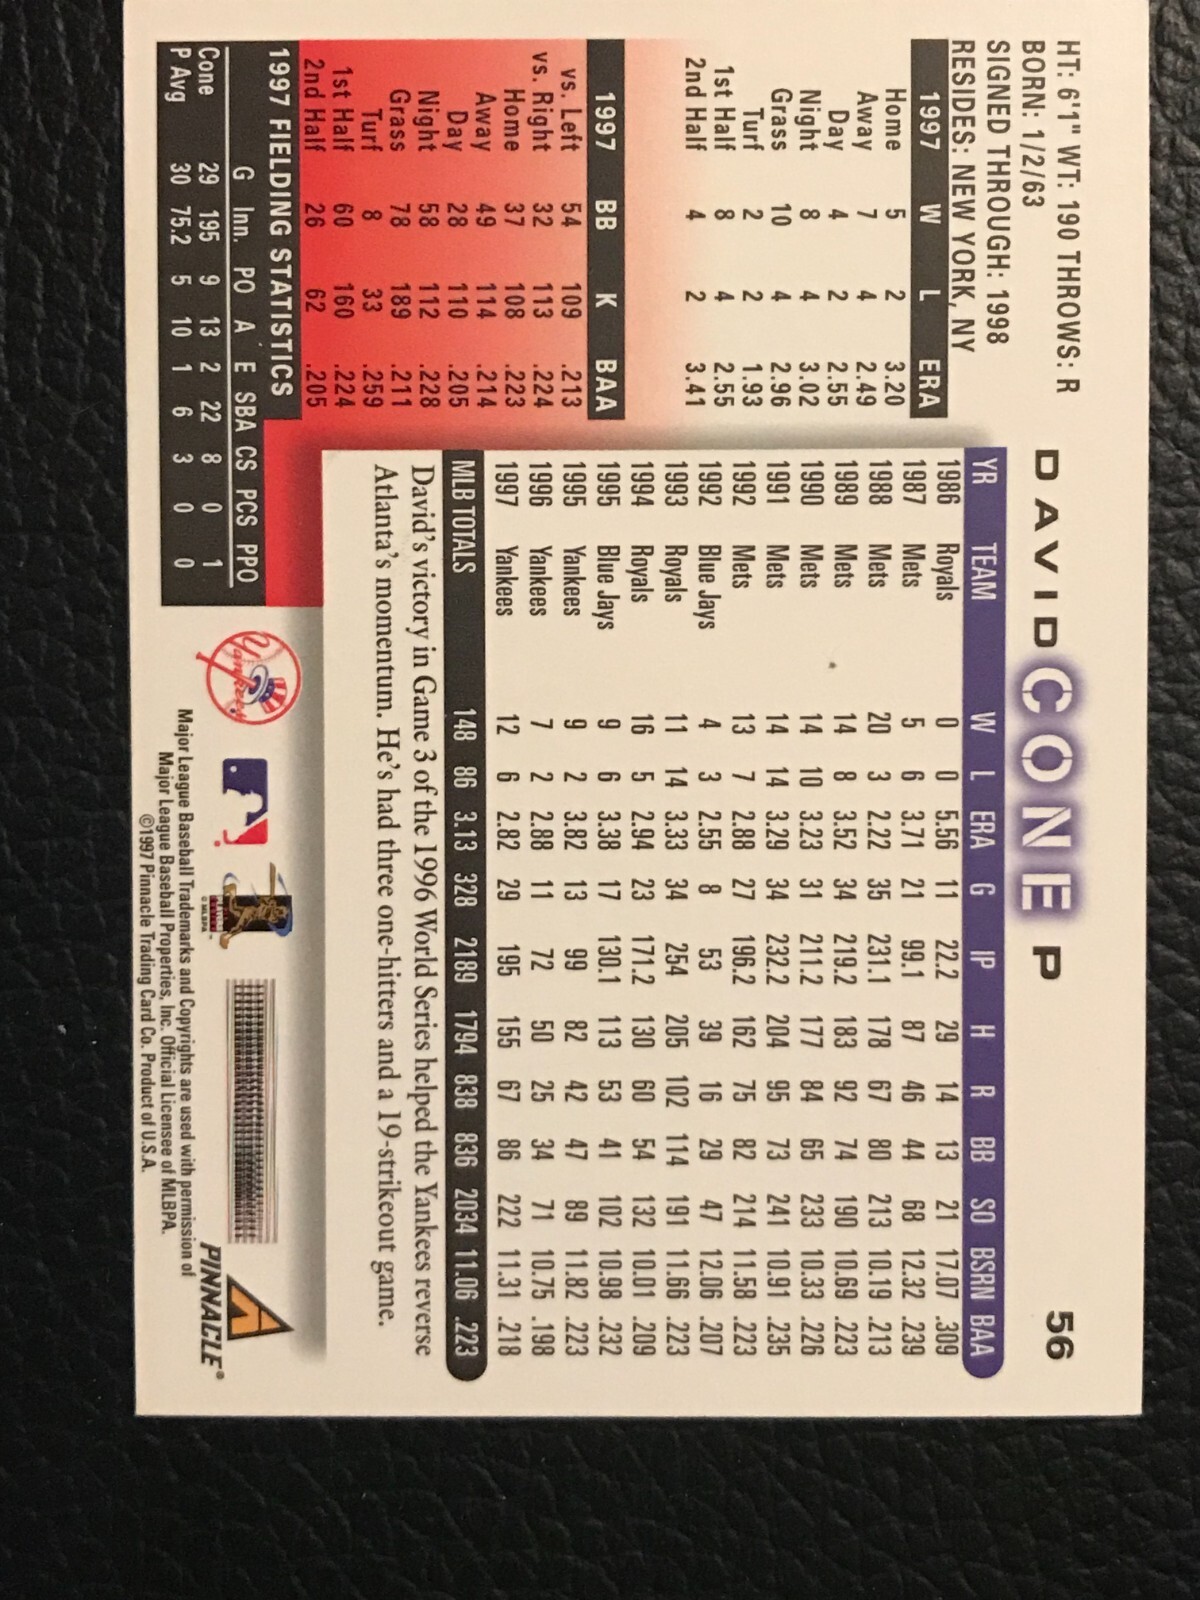 HT: 6'1" WT: 190 THROWS: R
BORN: 1/2/63
SIGNED THROUGH: 1998
RESIDES: NEW YORK, NY
1997 W L ERA
Home 5 2 3.20
Away 7 4 2.49
Day 4 2 2.55
Night 8 4 3.02
Grass 10 4 2.96
Turf 2 2 1.93
1st Half 8 4 2.55
2nd Half 4 2 3.41
1997 BB K BAA
vs. Left 54 109 .213
vs. Right 32 113 .224
Home 37 108 .223
Away 49 114 .214
Day 28 110 .205
Night 58 112 .228
Grass 78 189 .211
Turf 8 33 .259
1st Half 60 160 .224
2nd Half 26 62 .205
1997 FIELDING STATISTICS
G Inn. PO A E SBA CS PCS PPO
Cone 29 195 9 13 2 22 8 0 1
P Avg 30 75.2 5 10 1 6 3 0 0
DAVID CONE P 56
YR TEAM W L ERA G IP H R BB SO BSRN BAA
1986 Royals 0 0 5.56 11 22.2 29 14 13 21 17.07 .309
1987 Mets 5 6 3.71 21 99.1 87 46 44 68 12.32 .239
1988 Mets 20 3 2.22 35 231.1 178 67 80 213 10.19 .213
1989 Mets 14 8 3.52 34 219.2 183 92 74 190 10.69 .223
1990 Mets 14 10 3.23 31 211.2 177 84 65 233 10.33 .226
1991 Mets 14 14 3.29 34 232.2 204 95 73 241 10.91 .235
1992 Mets 13 7 2.88 27 196.2 162 75 82 214 11.58 .223
1992 Blue Jays 4 3 2.55 8 53 39 16 29 47 12.06 .207
1993 Royals 11 14 3.33 34 254 205 102 114 191 11.66 .223
1994 Royals 16 5 2.94 23 171.2 130 60 54 132 10.01 .209
1995 Blue Jays 9 6 3.38 17 130.1 113 53 41 102 10.98 .232
1995 Yankees 9 2 3.82 13 99 82 42 47 89 11.82 .223
1996 Yankees 7 2 2.88 11 72 50 25 34 71 10.75 .198
1997 Yankees 12 6 2.82 29 195 155 67 86 222 11.31 .218
MLB TOTALS 148 86 3.13 328 2189 1794 838 836 2034 11.06 .223
David's victory in Game 3 of the 1996 World Series helped the Yankees reverse
Atlanta's momentum. He's had three one-hitters and a 19-strikeout game.
Yankees
© MLBPA
Major League Baseball Trademarks and Copyrights are used with permission of
Major League Baseball Properties, Inc. Official Licensee of MLBPA.
©1997 Pinnacle Trading Card Co. Product of U.S.A.
PINNACLE®